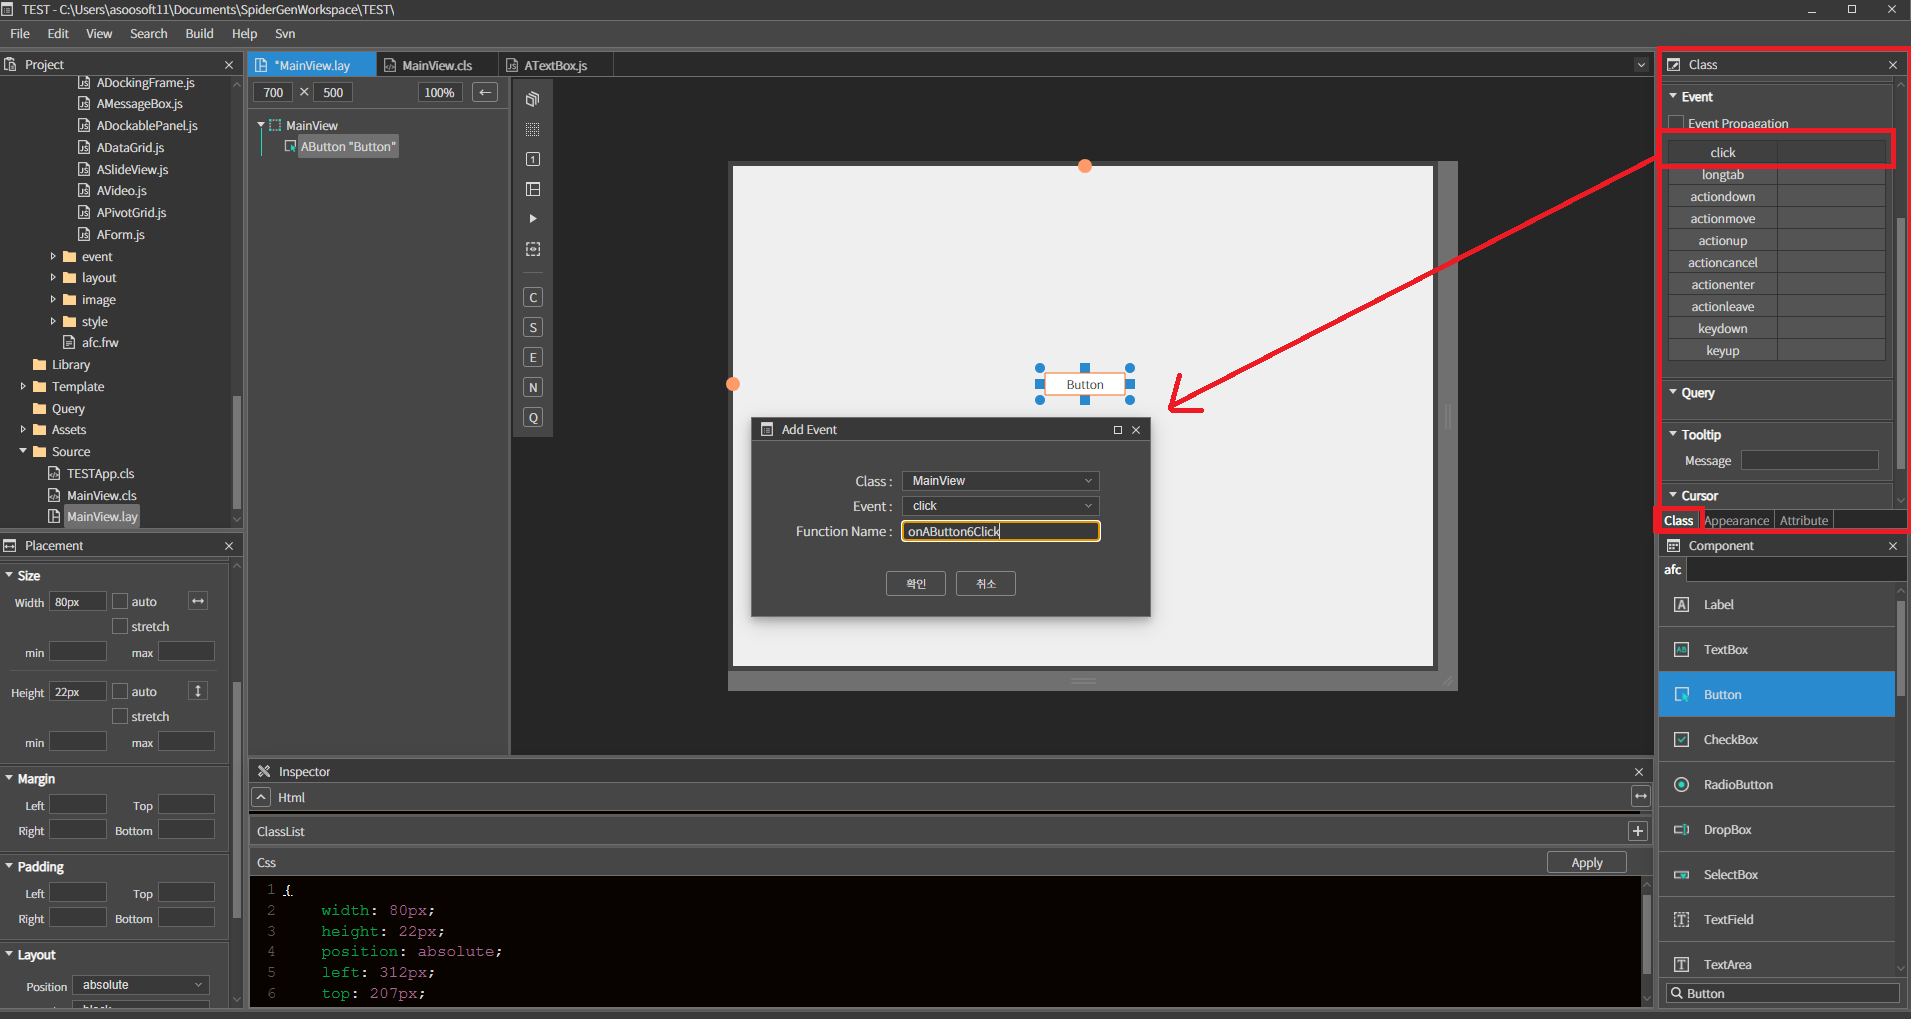 TEST - C:\Users\asoosoft11\Documents\SpiderGenWorkspace\TEST\
File Edit View Search Build Help Svn
Project
ADockingFrame.js
AMessageBox.js
ADockablePanel.js
ADataGrid.js
ASlideView.js
AVideo.js
APivotGrid.js
AForm.js
event
layout
image
style
afc.frw
Library
Template
Query
Assets
Source
TESTApp.cls
MainView.cls
MainView.lay
Placement
Size
Width 80px auto
stretch
min max
Height 22px auto
stretch
min max
Margin
Left Top
Right Bottom
Padding
Left Top
Right Bottom
Layout
Position absolute
*MainView.lay MainView.cls ATextBox.js
700 × 500 100%
MainView
AButton "Button"
1
C
S
E
N
Q
Button
Add Event
Class : MainView
Event : click
Function Name : onAButton6Click
확인 취소
Inspector
Html
ClassList
Css Apply
1 {
2 width: 80px;
3 height: 22px;
4 position: absolute;
5 left: 312px;
6 top: 207px;
Class
Event
Event Propagation
click
longtab
actiondown
actionmove
actionup
actioncancel
actionenter
actionleave
keydown
keyup
Query
Tooltip
Message
Cursor
Class Appearance Attribute
Component
afc
A Label
AB TextBox
Button
CheckBox
RadioButton
DropBox
SelectBox
T TextField
T TextArea
Button